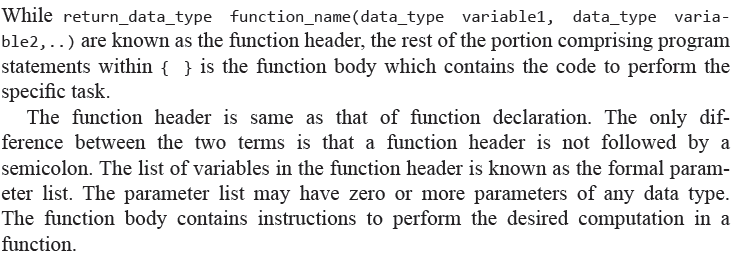 While return_data_type function_name(data_type variable1, data_type varia-
ble2,..) are known as the function header, the rest of the portion comprising program
statements within { } is the function body which contains the code to perform the
specific task.
The function header is same as that of function declaration. The only dif-
ference between the two terms is that a function header is not followed by a
semicolon. The list of variables in the function header is known as the formal param-
eter list. The parameter list may have zero or more parameters of any data type.
The function body contains instructions to perform the desired computation in a
function.